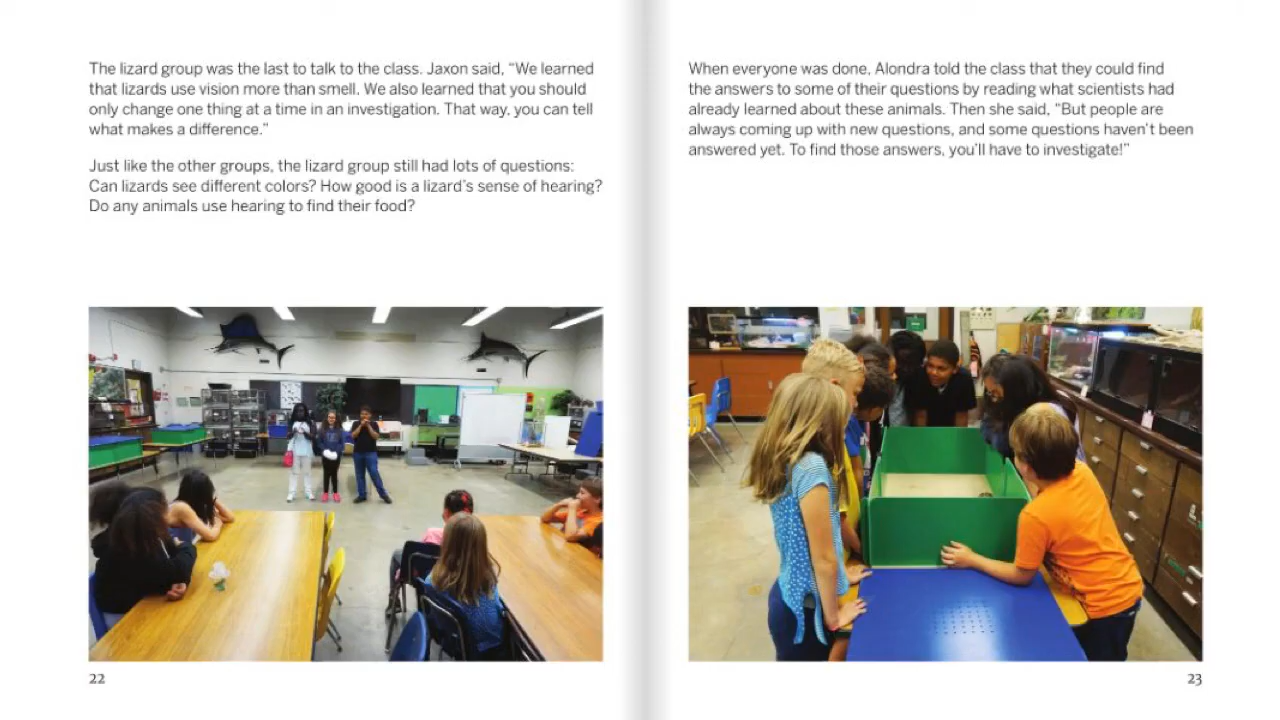 The lizard group was the last to talk to the class. Jaxon said, “We learned
that lizards use vision more than smell. We also learned that you should
only change one thing at a time in an investigation. That way, you can tell
what makes a difference.”
Just like the other groups, the lizard group still had lots of questions:
Can lizards see different colors? How good is a lizard’s sense of hearing?
Do any animals use hearing to find their food?
22
When everyone was done, Alondra told the class that they could find
the answers to some of their questions by reading what scientists had
already learned about these animals. Then she said, “But people are
always coming up with new questions, and some questions haven’t been
answered yet. To find those answers, you’ll have to investigate!”
23